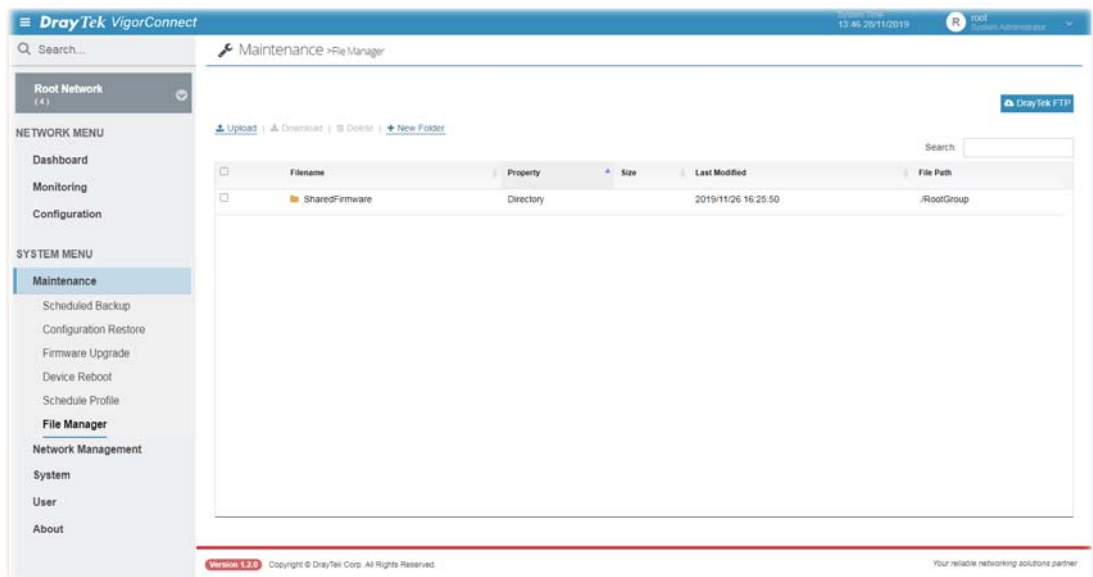 DrayTek VigorConnect
System Time
13:46 28/11/2019
R
root
System Administrator
Search...
Maintenance >File Manager
Root Network
(4)
DrayTek FTP
Upload | Download | Delete | + New Folder
Search:
NETWORK MENU
Dashboard
Monitoring
Configuration
Filename Property Size Last Modified File Path
SharedFirmware Directory 2019/11/26 16:25:50 ./RootGroup
SYSTEM MENU
Maintenance
Scheduled Backup
Configuration Restore
Firmware Upgrade
Device Reboot
Schedule Profile
File Manager
Network Management
System
User
About
Version 1.2.0 Copyright © DrayTek Corp. All Rights Reserved.
Your reliable networking solutions partner